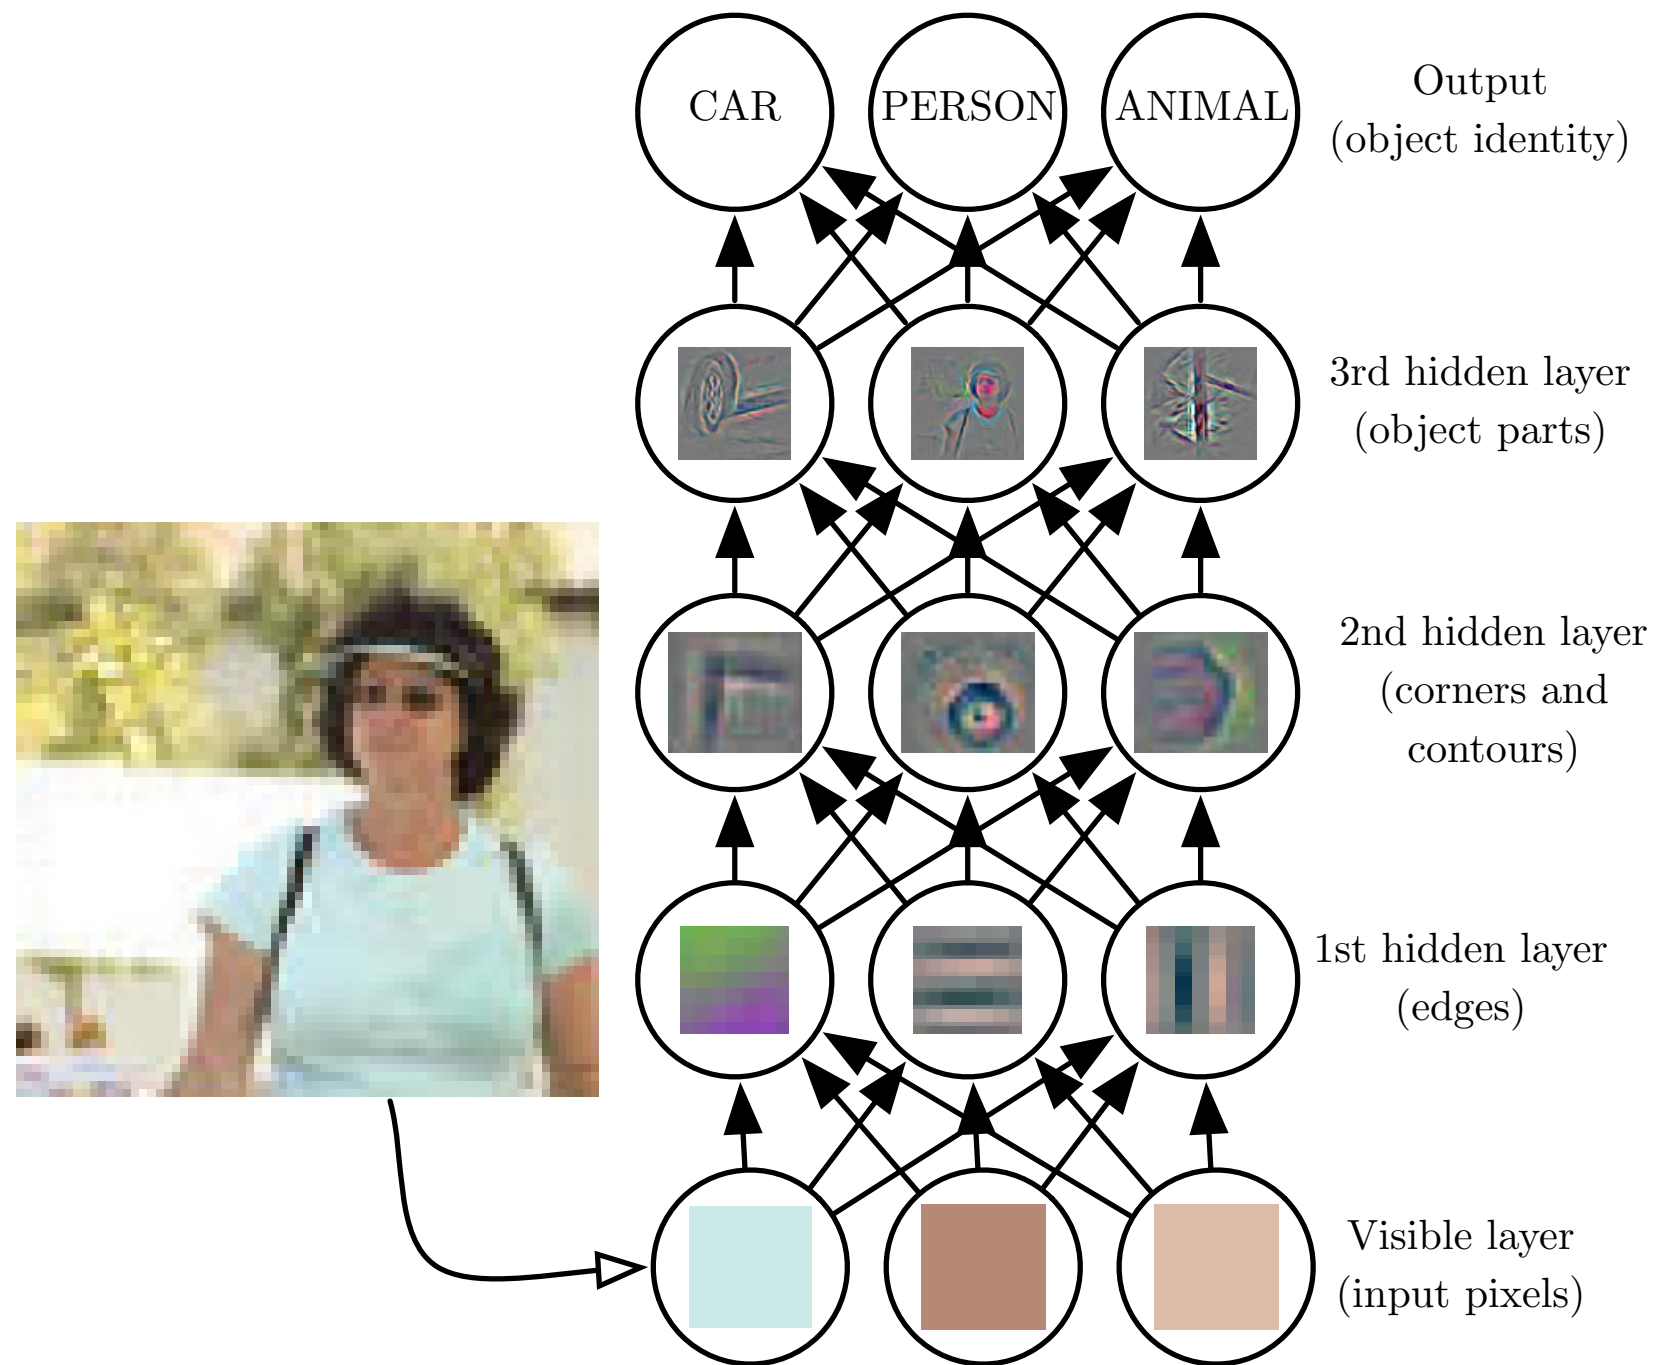 CAR
PERSON
ANIMAL
Output
(object identity)
3rd hidden layer
(object parts)
2nd hidden layer
(corners and
contours)
1st hidden layer
(edges)
Visible layer
(input pixels)